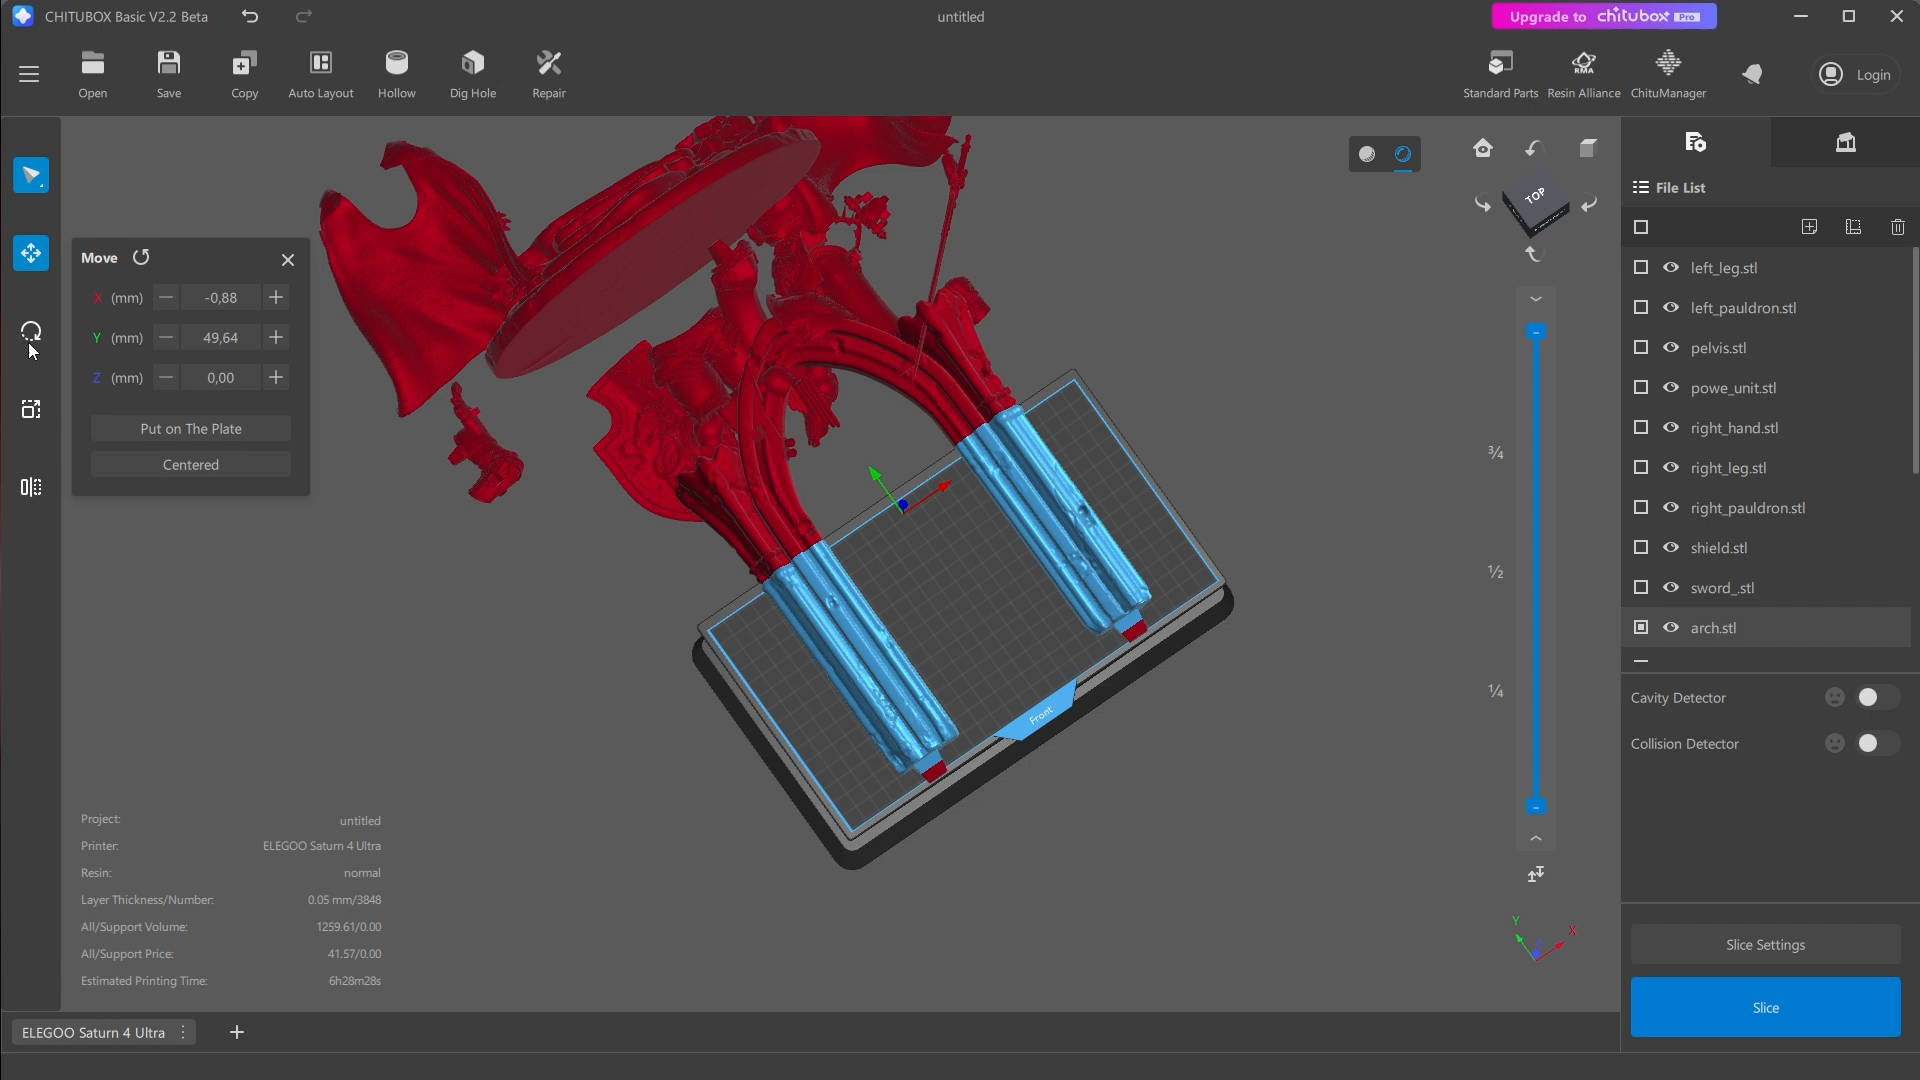 CHITUBOX Basic V2.2 Beta
untitled
Upgrade to chitubox Pro
Open
Save
Copy
Auto Layout
Hollow
Dig Hole
Repair
Standard Parts
RMA
Resin Alliance
ChituManager
Login
TOP
File List
Move
X (mm) -0,88
Y (mm) 49,64
Z (mm) 0,00
Put on The Plate
Centered
left_leg.stl
left_pauldron.stl
pelvis.stl
powe_unit.stl
right_hand.stl
right_leg.stl
right_pauldron.stl
shield.stl
sword_.stl
arch.stl
¾
½
¼
Front
Cavity Detector
Collision Detector
Project: untitled
Printer: ELEGOO Saturn 4 Ultra
Resin: normal
Layer Thickness/Number: 0.05 mm/3848
All/Support Volume: 1259.61/0.00
All/Support Price: 41.57/0.00
Estimated Printing Time: 6h28m28s
Y
X
Slice Settings
Slice
ELEGOO Saturn 4 Ultra